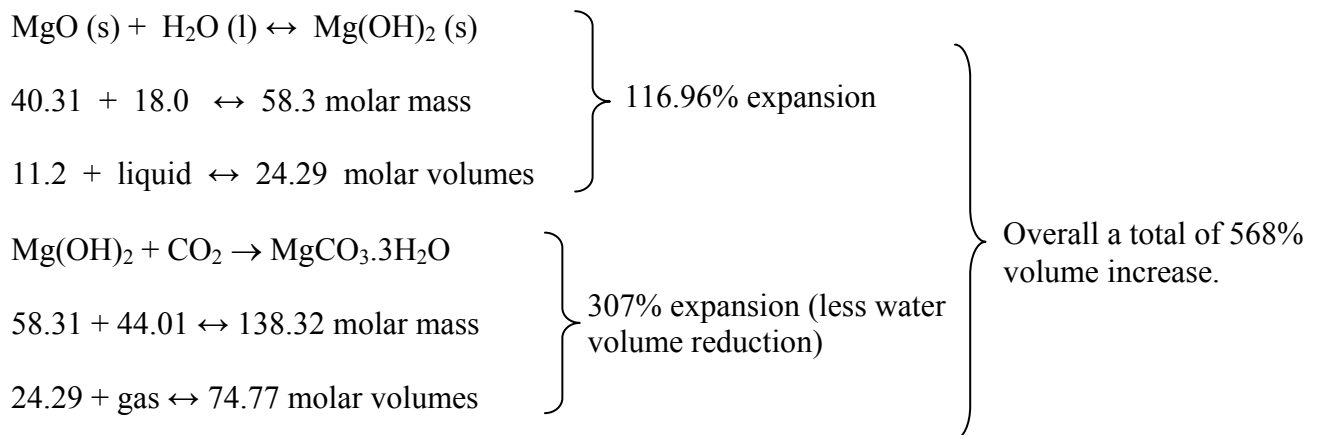 MgO (s) + H₂O (l) ↔ Mg(OH)₂ (s)
40.31 + 18.0 ↔ 58.3 molar mass
11.2 + liquid ↔ 24.29 molar volumes
116.96% expansion
Mg(OH)₂ + CO₂ → MgCO₃.3H₂O
58.31 + 44.01 ↔ 138.32 molar mass
24.29 + gas ↔ 74.77 molar volumes
307% expansion (less water
volume reduction)
Overall a total of 568%
volume increase.